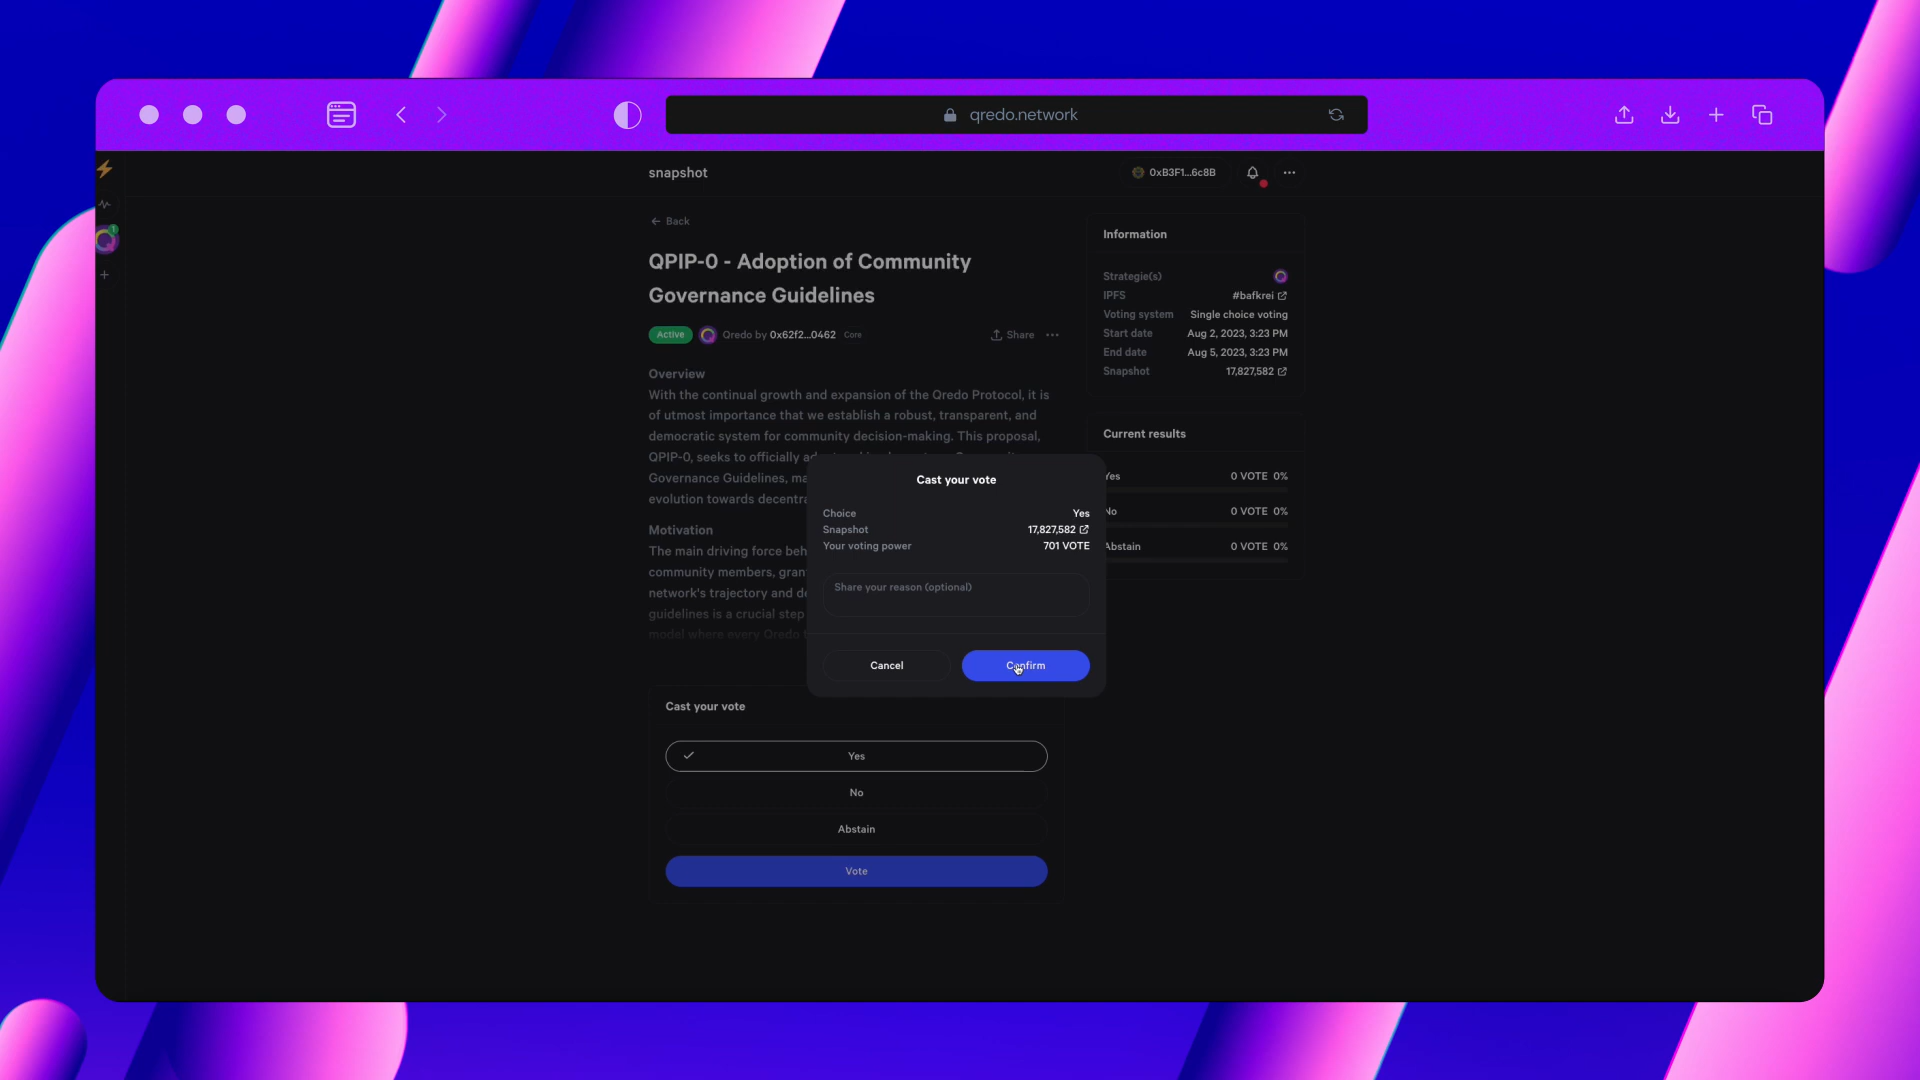 qredo.network
snapshot
0xB3F1...6c8B
1
Back
QPIP-0 - Adoption of Community
Governance Guidelines
Active
Qredo by 0x62f2...0462
Core
Share
Overview
With the continual growth and expansion of the Qredo Protocol, it is
of utmost importance that we establish a robust, transparent, and
democratic system for community decision-making. This proposal,
QPIP-0, seeks to officially
Governance Guidelines,
evolution towards
Motivation
The main driving force
community members,
network's trajectory and
guidelines is a crucial step
model where every Qredo
Information
Strategie(s)
IPFS #bafkrei
Voting system Single choice voting
Start date Aug 2, 2023, 3:23 PM
End date Aug 5, 2023, 3:23 PM
Snapshot 17,827,582
Current results
Yes 0 VOTE 0%
No 0 VOTE 0%
Abstain 0 VOTE 0%
Cast your vote
Choice Yes
Snapshot 17,827,582
Your voting power 701 VOTE
Share your reason (optional)
Cancel
Confirm
Cast your vote
Yes
No
Abstain
Vote